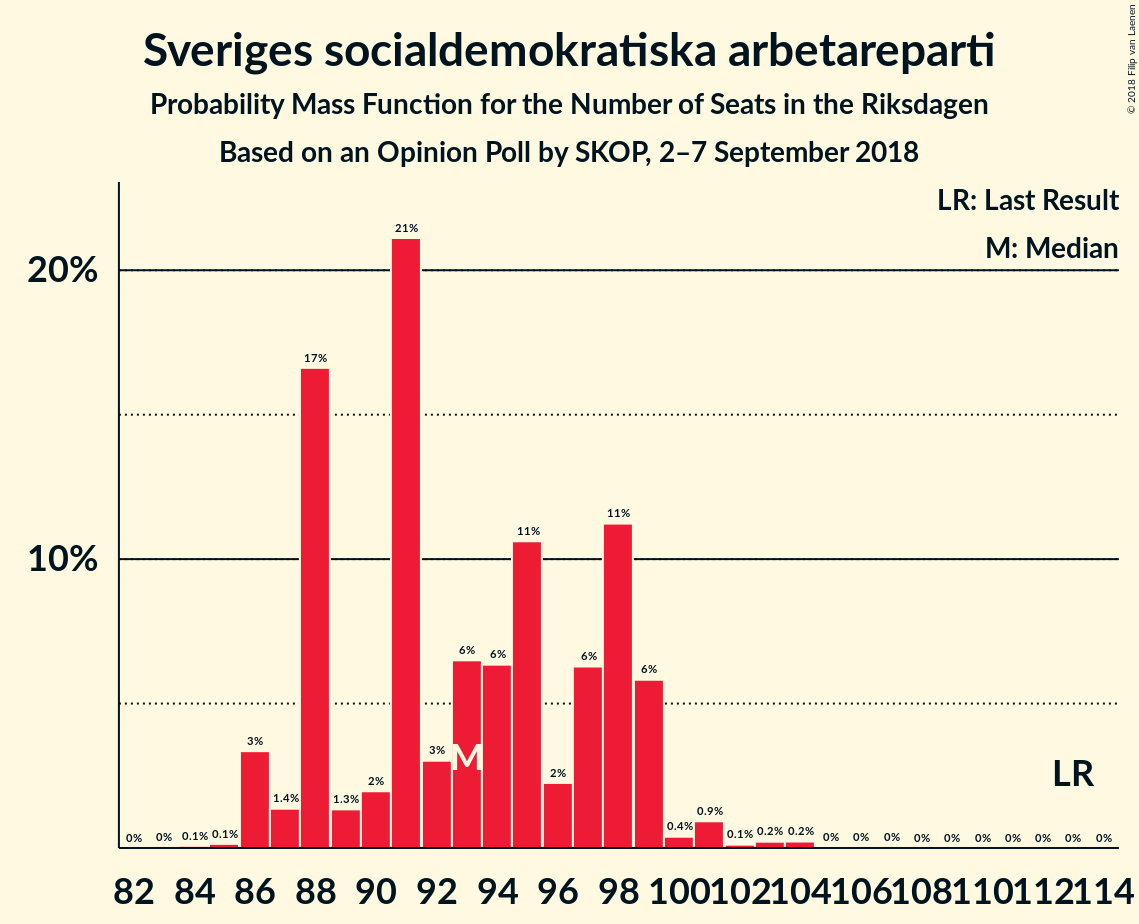 Sveriges socialdemokratiska arbetareparti
Probability Mass Function for the Number of Seats in the Riksdagen
Based on an Opinion Poll by SKOP, 2–7 September 2018
© 2018 Filip van Laenen
LR: Last Result
M: Median
20%
10%
0% 0% 0.1% 0.1% 3% 1.4% 17% 1.3% 2% 21% 3% 6% 6% 11% 2% 6% 11% 6% 0.4% 0.9% 0.1% 0.2% 0.2% 0% 0% 0% 0% 0% 0% 0% 0% 0% 0%
M
LR
82 84 86 88 90 92 94 96 98 100 102 104 106 108 110 112 114